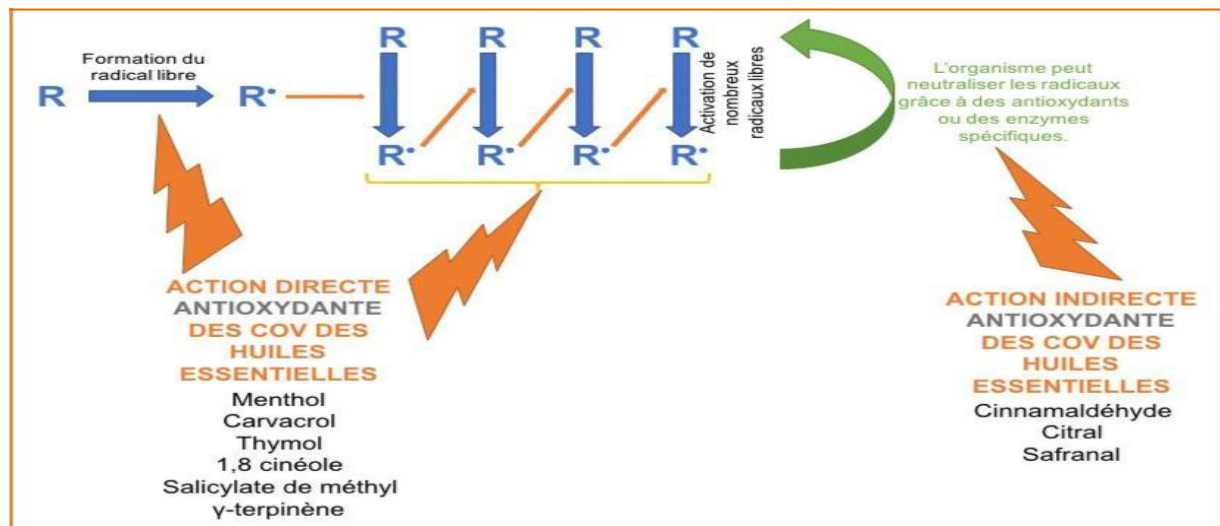 Formation du
radical libre
R
R•
R R R R
R• R• R• R•
Activation de
nombreux
radicaux libres
L'organisme peut
neutraliser les radicaux
grâce à des antioxydants
ou des enzymes
spécifiques.
ACTION DIRECTE
ANTIOXYDANTE
DES COV DES
HUILES
ESSENTIELLES
Menthol
Carvacrol
Thymol
1,8 cinéole
Salicylate de méthyl
γ-terpinène
ACTION INDIRECTE
ANTIOXYDANTE
DES COV DES
HUILES
ESSENTIELLES
Cinnamaldéhyde
Citral
Safranal